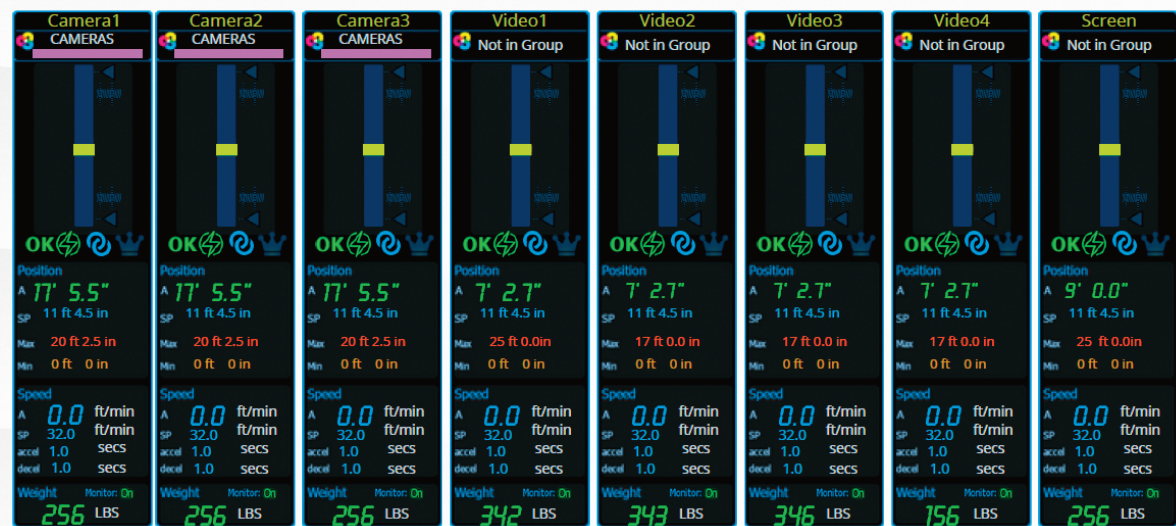 Camera1 Camera2 Camera3 Video1 Video2 Video3 Video4 Screen
CAMERAS CAMERAS CAMERAS Not in Group Not in Group Not in Group Not in Group Not in Group
OK OK OK OK OK OK OK OK
Position Position Position Position Position Position Position Position
A 17' 5.5" A 17' 5.5" A 17' 5.5" A 7' 2.7" A 7' 2.7" A 7' 2.7" A 7' 2.7" A 9' 0.0"
SP 11 ft 4.5 in SP 11 ft 4.5 in SP 11 ft 4.5 in SP 11 ft 4.5 in SP 11 ft 4.5 in SP 11 ft 4.5 in SP 11 ft 4.5 in SP 11 ft 4.5 in
Max 20 ft 2.5 in Max 20 ft 2.5 in Max 20 ft 2.5 in Max 25 ft 0.0in Max 17 ft 0.0 in Max 17 ft 0.0 in Max 17 ft 0.0 in Max 25 ft 0.0in
Min 0 ft 0 in Min 0 ft 0 in Min 0 ft 0 in Min 0 ft 0 in Min 0 ft 0 in Min 0 ft 0 in Min 0 ft 0 in Min 0 ft 0 in
Speed Speed Speed Speed Speed Speed Speed Speed
A 0.0 ft/min A 0.0 ft/min A 0.0 ft/min A 0.0 ft/min A 0.0 ft/min A 0.0 ft/min A 0.0 ft/min A 0.0 ft/min
SP 32.0 ft/min SP 32.0 ft/min SP 32.0 ft/min SP 32.0 ft/min SP 32.0 ft/min SP 32.0 ft/min SP 32.0 ft/min SP 32.0 ft/min
accel 1.0 secs accel 1.0 secs accel 1.0 secs accel 1.0 secs accel 1.0 secs accel 1.0 secs accel 1.0 secs accel 1.0 secs
decel 1.0 secs decel 1.0 secs decel 1.0 secs decel 1.0 secs decel 1.0 secs decel 1.0 secs decel 1.0 secs decel 1.0 secs
Weight Monitor: On Weight Monitor: On Weight Monitor: On Weight Monitor: On Weight Monitor: On Weight Monitor: On Weight Monitor: On Weight Monitor: On
256 LBS 256 LBS 256 LBS 342 LBS 343 LBS 346 LBS 156 LBS 256 LBS